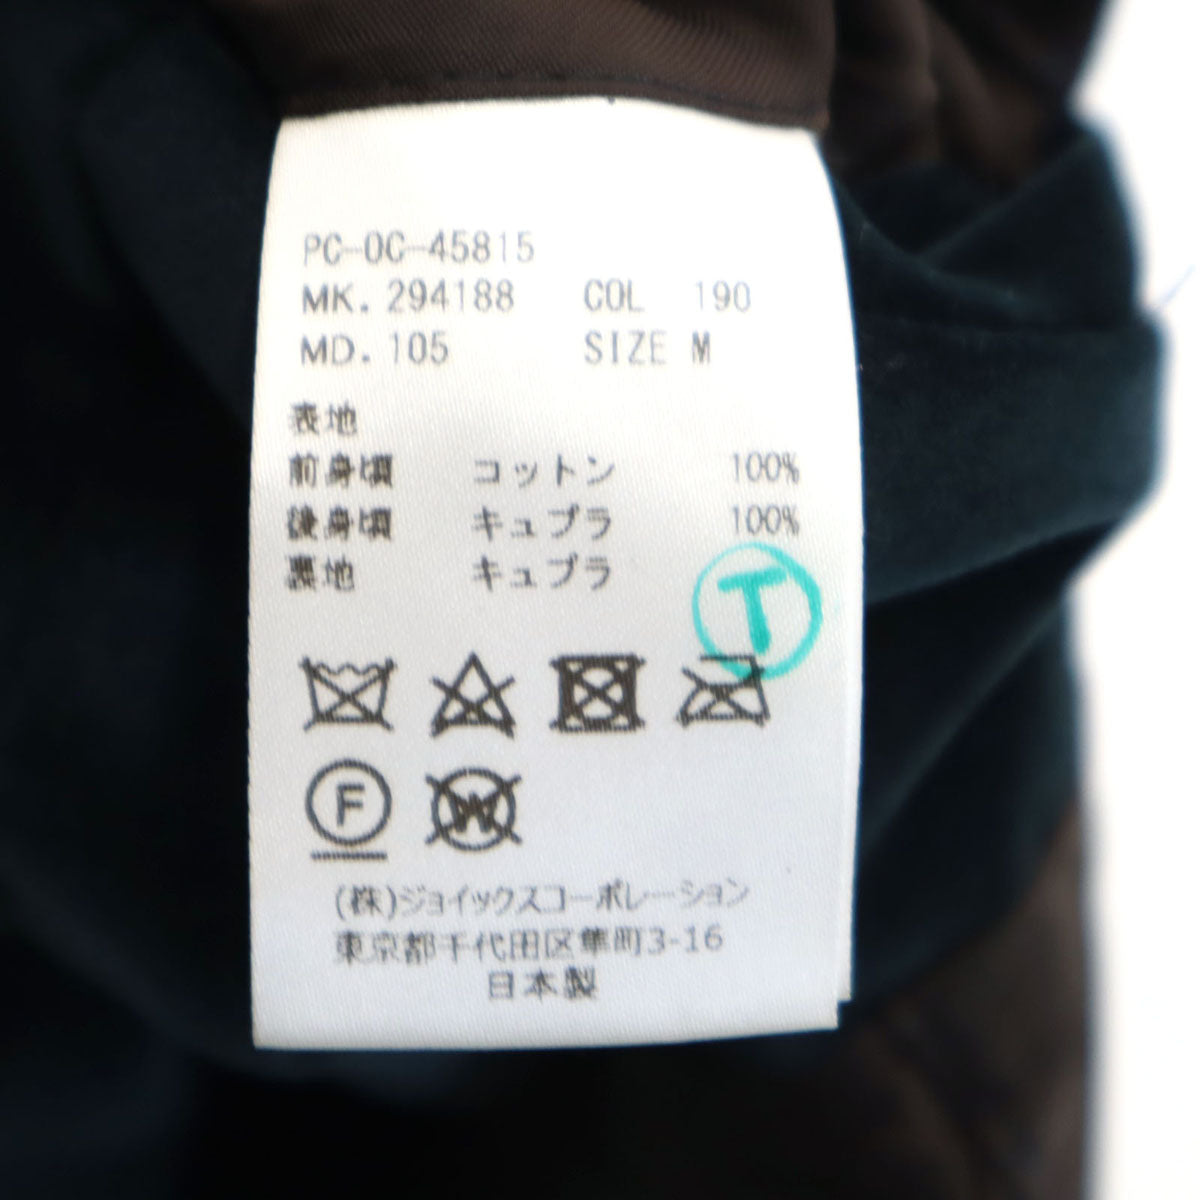 PC-OC-45815
MK. 294188 COL 190
MD. 105 SIZE M
表地
前身頃 コットン 100%
後身頃 キュプラ 100%
裏地 キュプラ
T
F
W
(株)ジョイックスコーポレーション
東京都千代田区隼町3-16
日本製